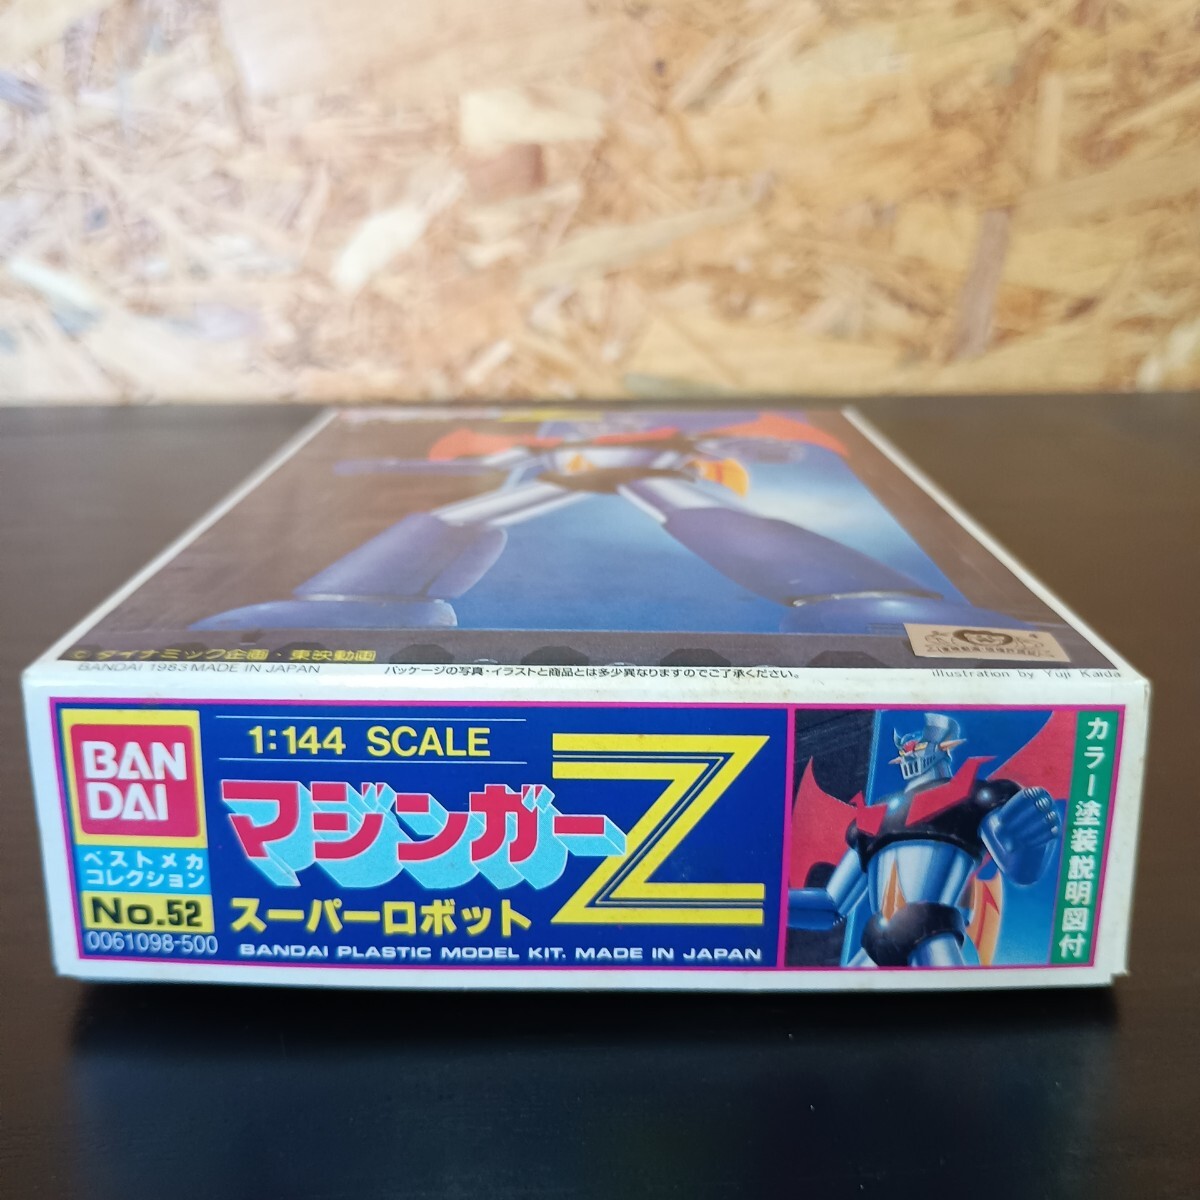 © ダイナミック企画・東映動画
BANDAI 1983 MADE IN JAPAN
パッケージの写真・イラストと商品とは多少異なりますのでご了承ください。
illustration by Yuji Kaida
BAN
DAI
ベストメカ
コレクション
No.52
0061098-500
1:144 SCALE
マジンガーZ
スーパーロボット
BANDAI PLASTIC MODEL KIT. MADE IN JAPAN
カラー塗装説明図付